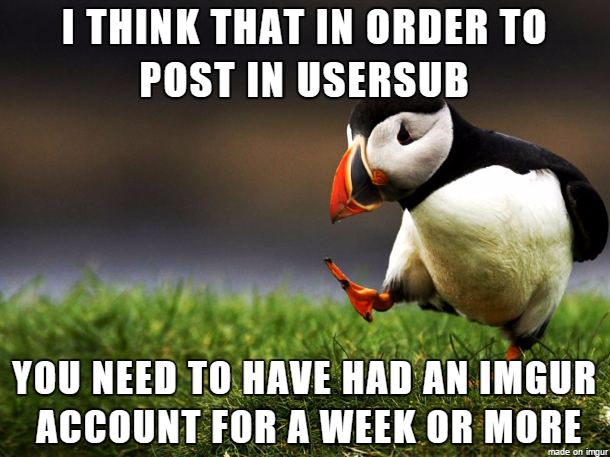 I THINK THAT IN ORDER TO
POST IN USERSUB
YOU NEED TO HAVE HAD AN IMGUR
ACCOUNT FOR A WEEK OR MORE
made on imgur